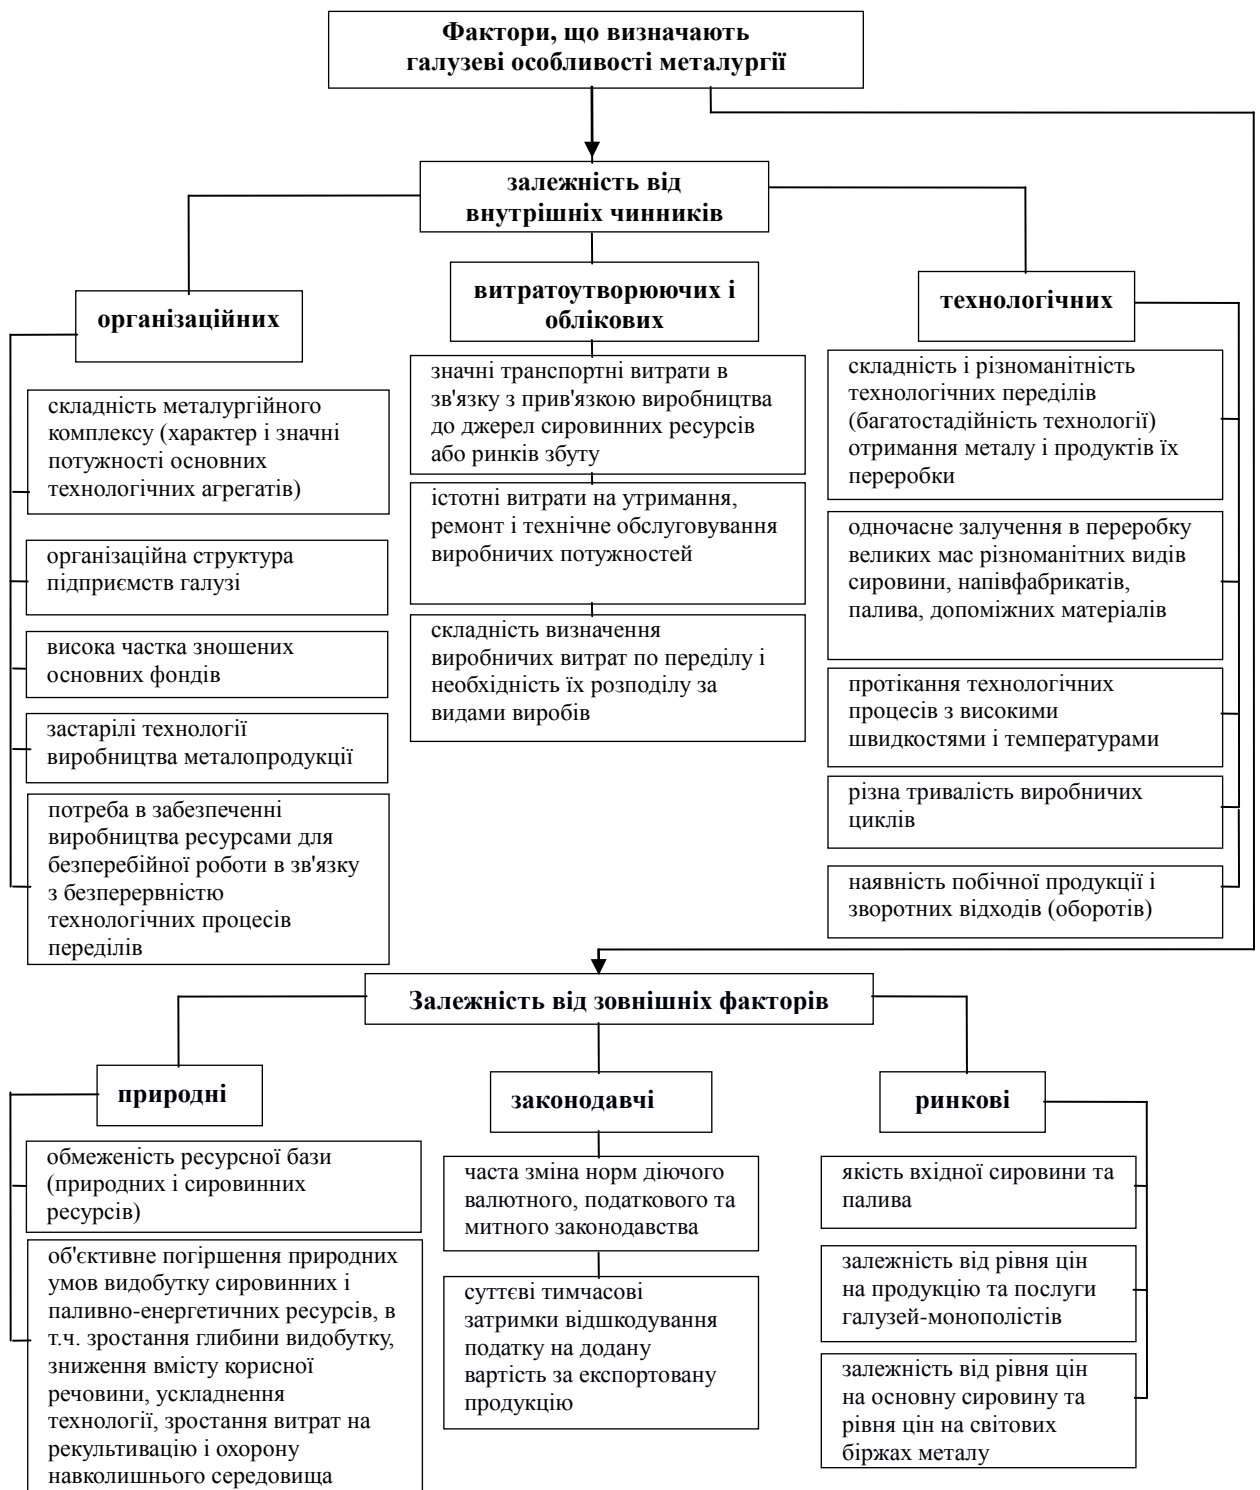 Фактори, що визначають
галузеві особливості металургії
залежність від
внутрішніх чинників
організаційних
складність металургійного
комплексу (характер і значні
потужності основних
технологічних агрегатів)
організаційна структура
підприємств галузі
висока частка зношених
основних фондів
застарілі технології
виробництва металопродукції
потреба в забезпеченні
виробництва ресурсами для
безперебійної роботи в зв'язку
з безперервністю
технологічних процесів
переділів
витратоутворюючих і
облікових
значні транспортні витрати в
зв'язку з прив'язкою виробництва
до джерел сировинних ресурсів
або ринків збуту
істотні витрати на утримання,
ремонт і технічне обслуговування
виробничих потужностей
складність визначення
виробничих витрат по переділу і
необхідність їх розподілу за
видами виробів
технологічних
складність і різноманітність
технологічних переділів
(багатостадійність технології)
отримання металу і продуктів їх
переробки
одночасне залучення в переробку
великих мас різноманітних видів
сировини, напівфабрикатів,
палива, допоміжних матеріалів
протікання технологічних
процесів з високими
швидкостями і температурами
різна тривалість виробничих
циклів
наявність побічної продукції і
зворотних відходів (оборотів)
Залежність від зовнішніх факторів
природні
обмеженість ресурсної бази
(природних і сировинних
ресурсів)
об'єктивне погіршення природних
умов видобутку сировинних і
паливно-енергетичних ресурсів, в
т.ч. зростання глибини видобутку,
зниження вмісту корисної
речовини, ускладнення
технології, зростання витрат на
рекультивацію і охорону
навколишнього середовища
законодавчі
часта зміна норм діючого
валютного, податкового та
митного законодавства
суттєві тимчасові
затримки відшкодування
податку на додану
вартість за експортовану
продукцію
ринкові
якість вхідної сировини та
палива
залежність від рівня цін
на продукцію та послуги
галузей-монополістів
залежність від рівня цін
на основну сировину та
рівня цін на світових
біржах металу